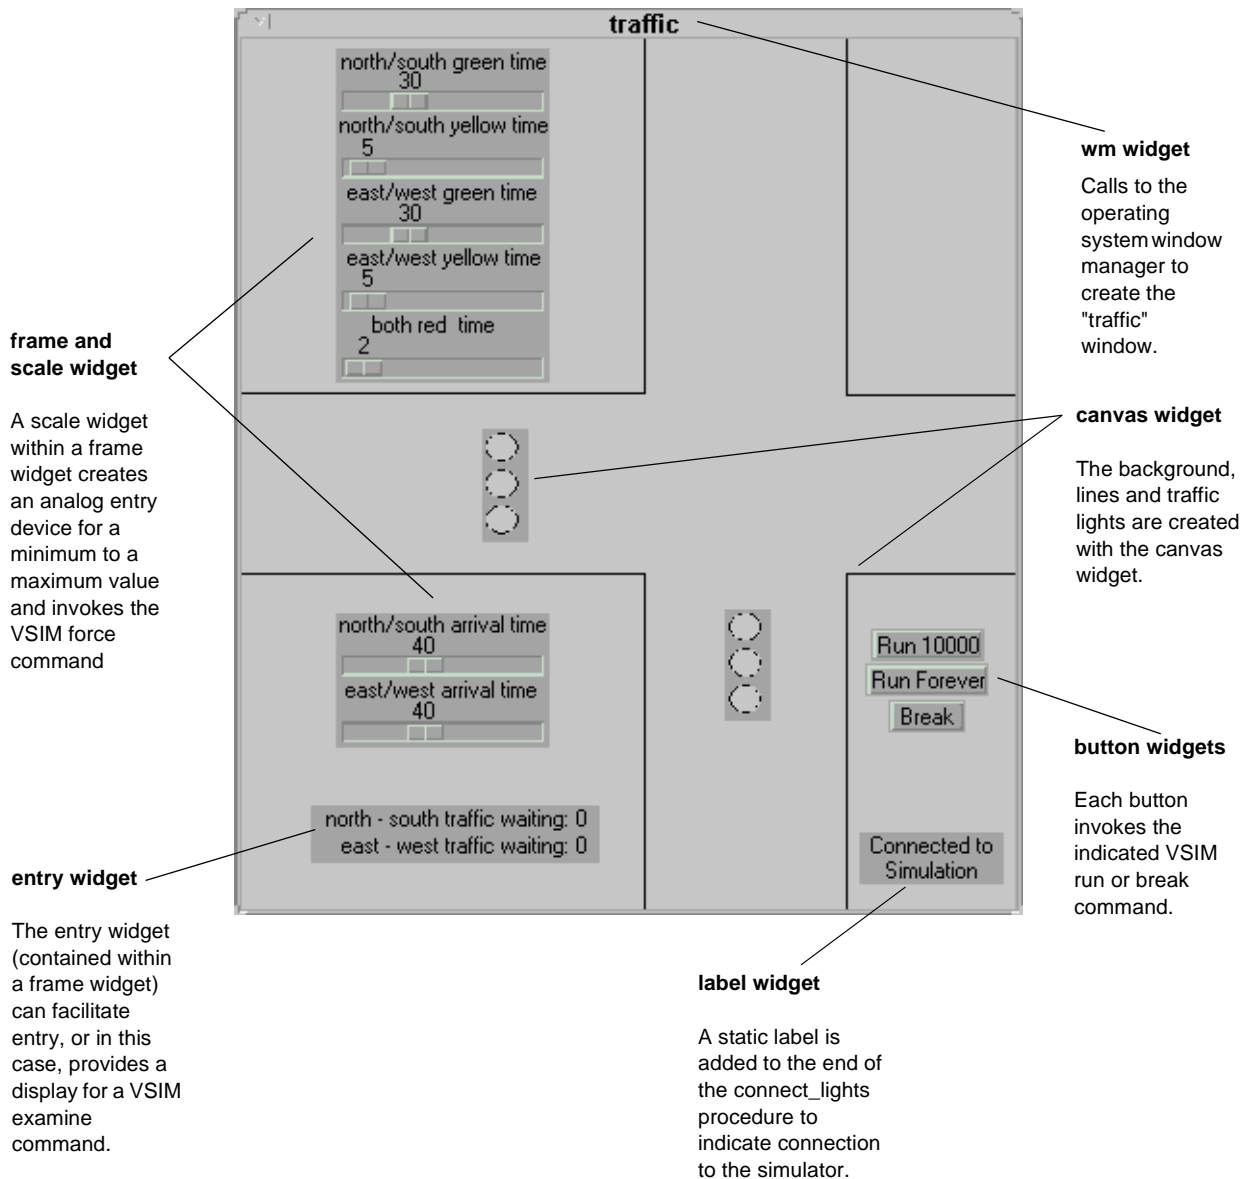 traffic
north/south green time
30
north/south yellow time
5
east/west green time
30
east/west yellow time
5
both red  time
2
wm widget
Calls to the
operating
system window
manager to
create the
"traffic"
window.
frame and
scale widget
A scale widget
within a frame
widget creates
an analog entry
device for a
minimum to a
maximum value
and invokes the
VSIM force
command
canvas widget
The background,
lines and traffic
lights are created
with the canvas
widget.
north/south arrival time
40
east/west arrival time
40
Run 10000
Run Forever
Break
button widgets
Each button
invokes the
indicated VSIM
run or break
command.
north - south traffic waiting: 0
east - west traffic waiting: 0
Connected to
Simulation
entry widget
The entry widget
(contained within
a frame widget)
can facilitate
entry, or in this
case, provides a
display for a VSIM
examine
command.
label widget
A static label is
added to the end of
the connect_lights
procedure to
indicate connection
to the simulator.